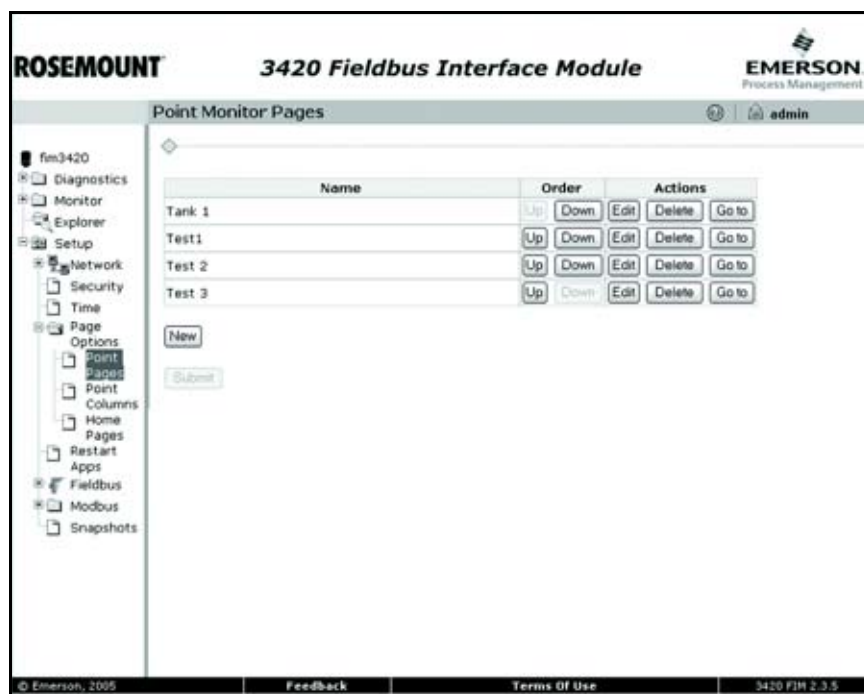 ROSEMOUNT
3420 Fieldbus Interface Module
EMERSON
Process Management
Point Monitor Pages
admin
fim3420
Diagnostics
Monitor
Explorer
Setup
Network
Security
Time
Page
Options
Point
Pages
Point
Columns
Home
Pages
Restart
Apps
Fieldbus
Modbus
Snapshots
Name Order Actions
Tank 1 Up Down Edit Delete Go to
Test1 Up Down Edit Delete Go to
Test 2 Up Down Edit Delete Go to
Test 3 Up Down Edit Delete Go to
New
Submit
© Emerson, 2005 Feedback Terms Of Use 3420 FIM 2.3.5